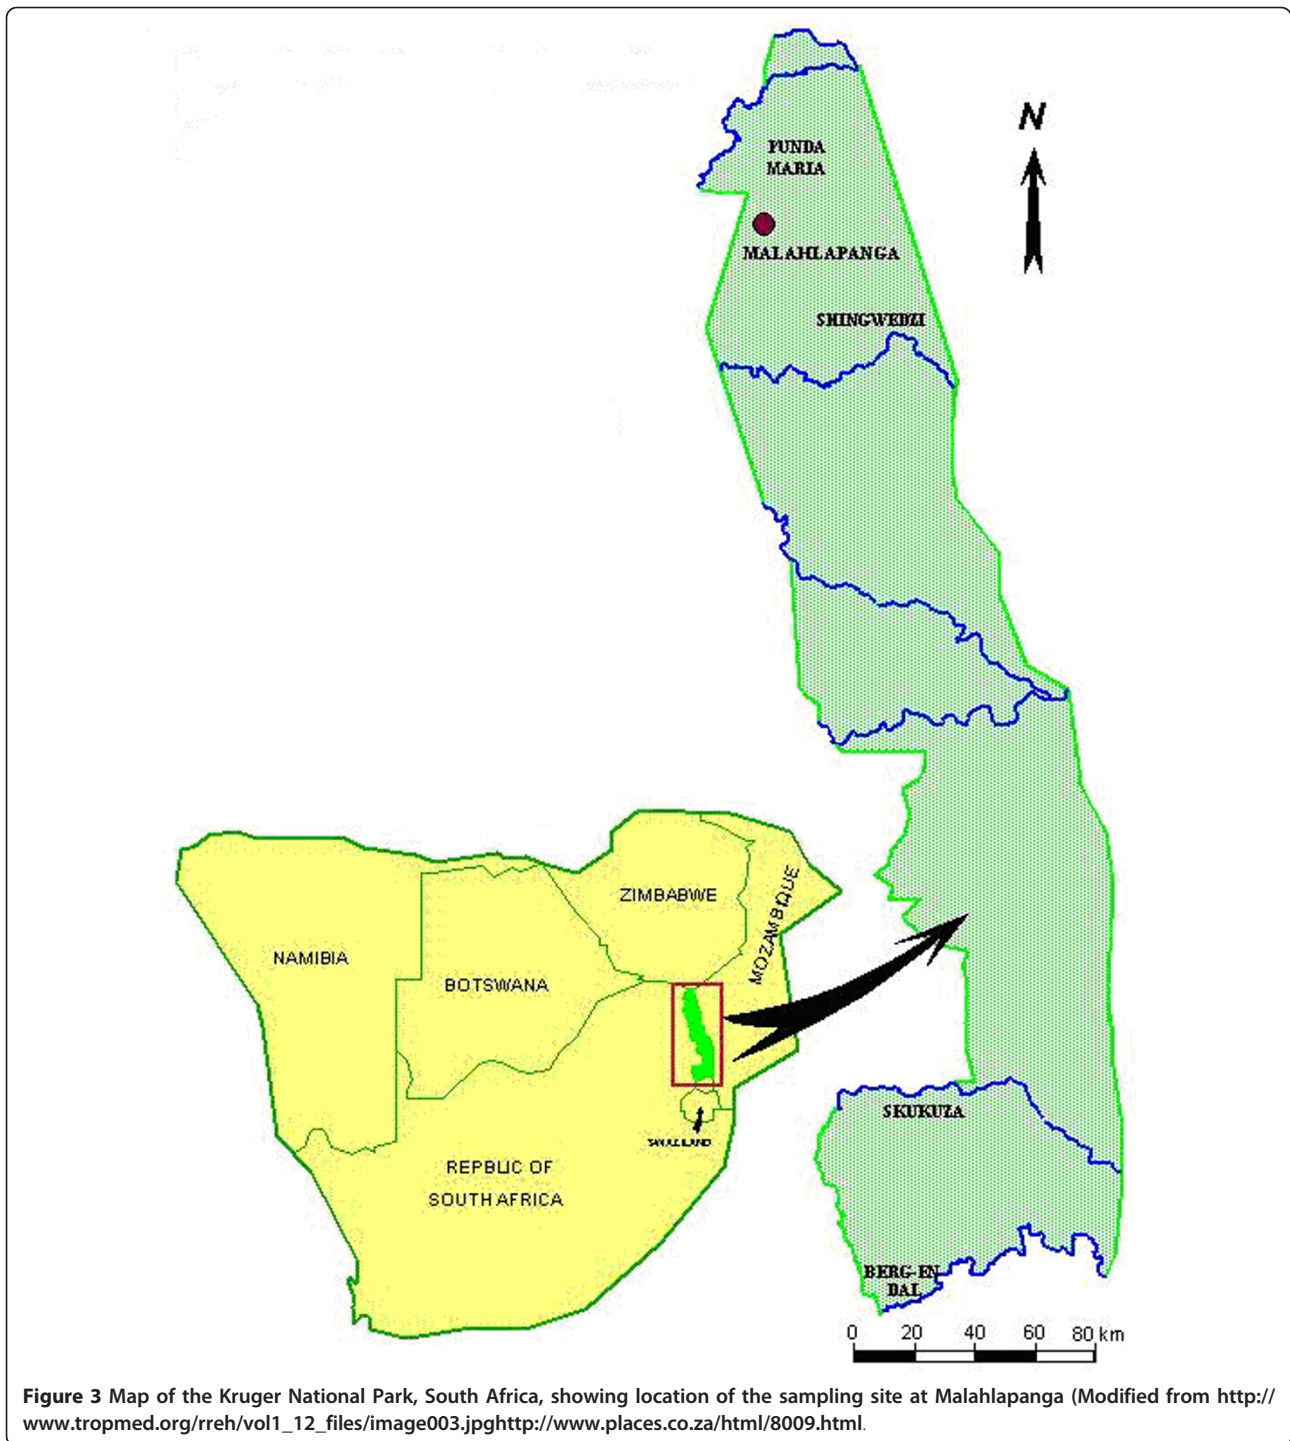 N
PUNDA
MARIA
MALAHLAPANGA
SHINGWEDZI
ZIMBABWE
MOZAMBIQUE
NAMIBIA
BOTSWANA
SWAZILAND
REPBLIC OF
SOUTH AFRICA
SKUKUZA
BERG-EN
DAL
0 20 40 60 80 km
Figure 3 Map of the Kruger National Park, South Africa, showing location of the sampling site at Malahlapanga (Modified from http://
www.tropmed.org/rreh/vol1_12_files/image003.jpghttp://www.places.co.za/html/8009.html.